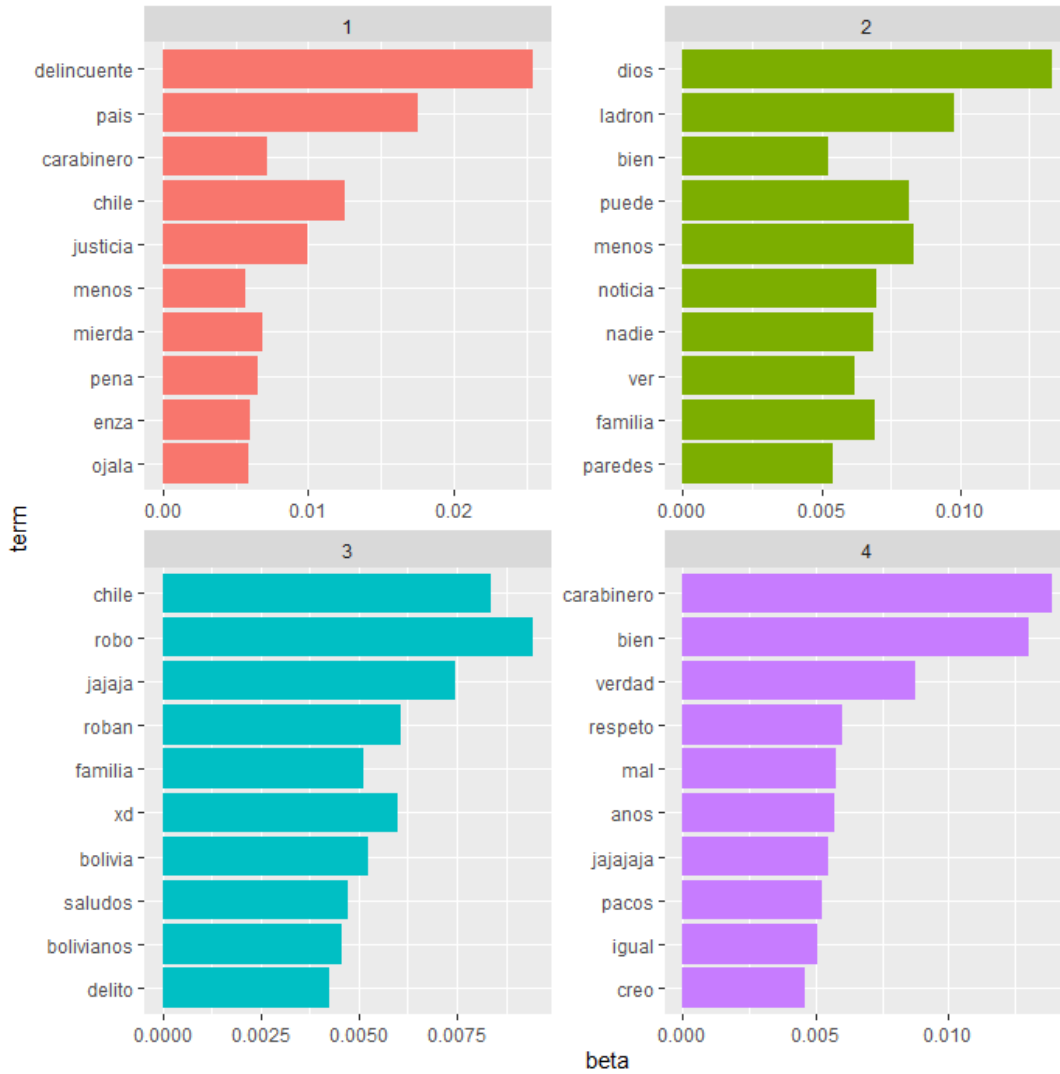 1
delincuente
pais
carabinero
chile
justicia
menos
mierda
pena
enza
ojala
0.00 0.01 0.02
2
dios
ladron
bien
puede
menos
noticia
nadie
ver
familia
paredes
0.000 0.005 0.010
term
3
chile
robo
jajaja
roban
familia
xd
bolivia
saludos
bolivianos
delito
0.0000 0.0025 0.0050 0.0075
4
carabinero
bien
verdad
respeto
mal
anos
jajajaja
pacos
igual
creo
0.000 0.005 0.010
beta